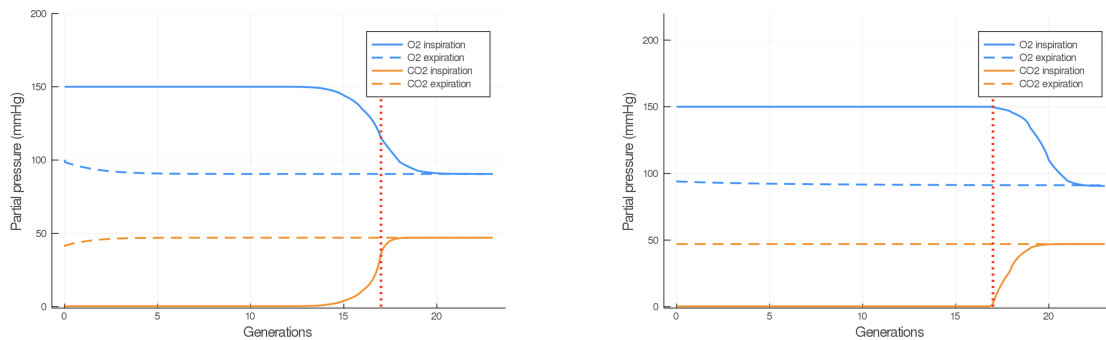 200
150
100
50
0
Partial pressure (mmHg)
O2 inspiration
O2 expiration
CO2 inspiration
CO2 expiration
0 5 10 15 20
Generations
200
150
100
50
0
Partial pressure (mmHg)
O2 inspiration
O2 expiration
CO2 inspiration
CO2 expiration
0 5 10 15 20
Generations